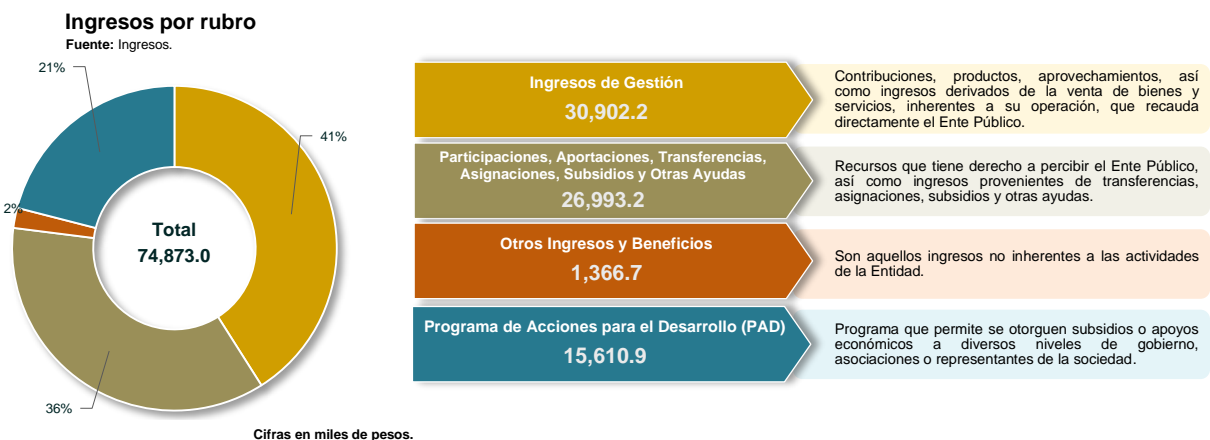 Ingresos por rubro
Fuente: Ingresos.
21%
41%
2%
36%
Total
74,873.0
Ingresos de Gestión
30,902.2
Contribuciones, productos, aprovechamientos, así
como ingresos derivados de la venta de bienes y
servicios, inherentes a su operación, que recauda
directamente el Ente Público.
Participaciones, Aportaciones, Transferencias,
Asignaciones, Subsidios y Otras Ayudas
26,993.2
Recursos que tiene derecho a percibir el Ente Público,
así como ingresos provenientes de transferencias,
asignaciones, subsidios y otras ayudas.
Otros Ingresos y Beneficios
1,366.7
Son aquellos ingresos no inherentes a las actividades
de la Entidad.
Programa de Acciones para el Desarrollo (PAD)
15,610.9
Programa que permite se otorguen subsidios o apoyos
económicos a diversos niveles de gobierno,
asociaciones o representantes de la sociedad.
Cifras en miles de pesos.